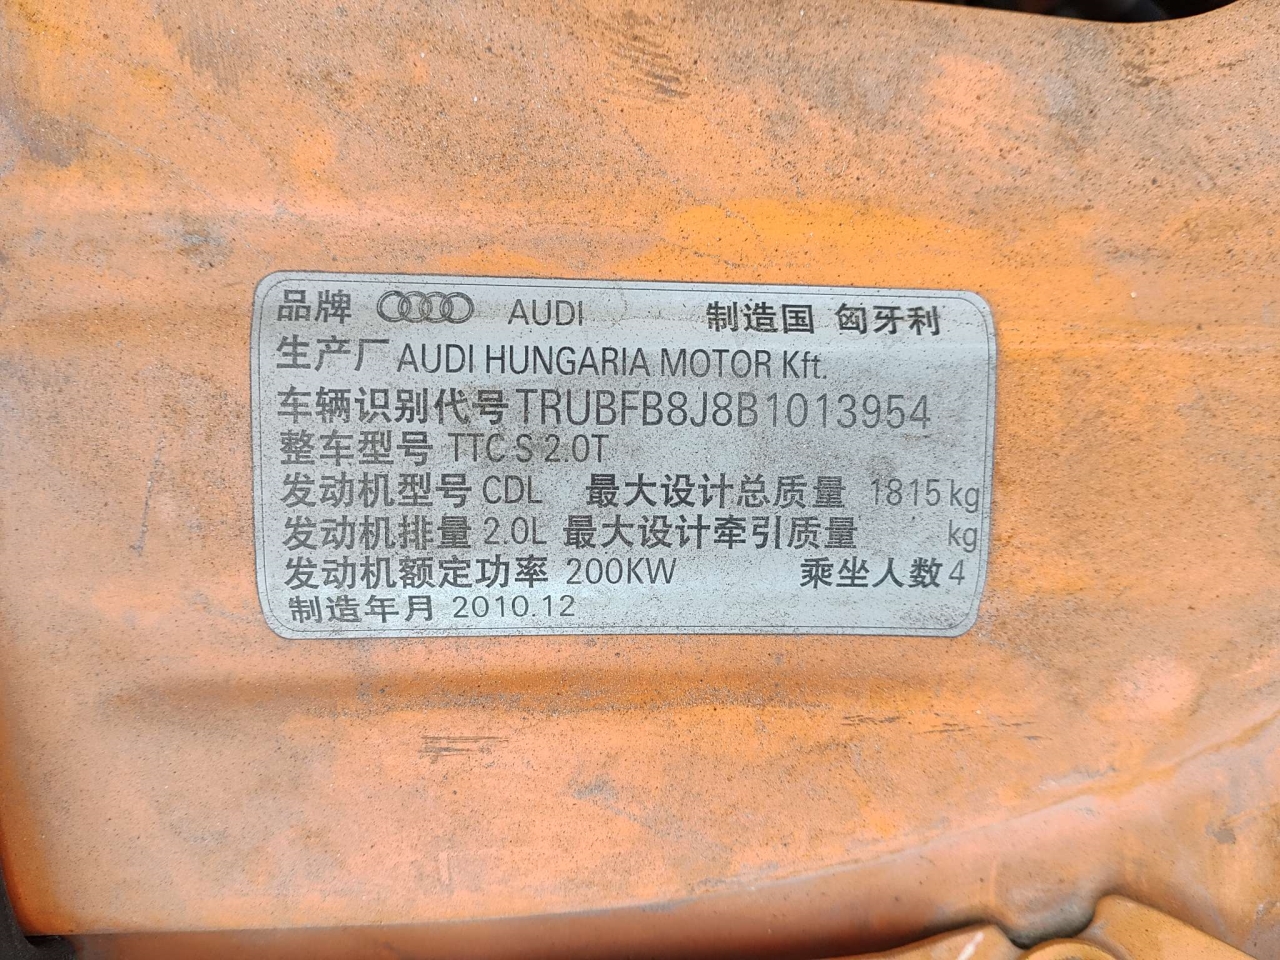 品牌 AUDI 制造国 匈牙利
生产厂 AUDI HUNGARIA MOTOR Kft.
车辆识别代号 TRUBFB8J8B1013954
整车型号 TTC S 2.0T
发动机型号 CDL 最大设计总质量 1815 kg
发动机排量 2.0L 最大设计牵引质量 kg
发动机额定功率 200KW 乘坐人数 4
制造年月 2010.12